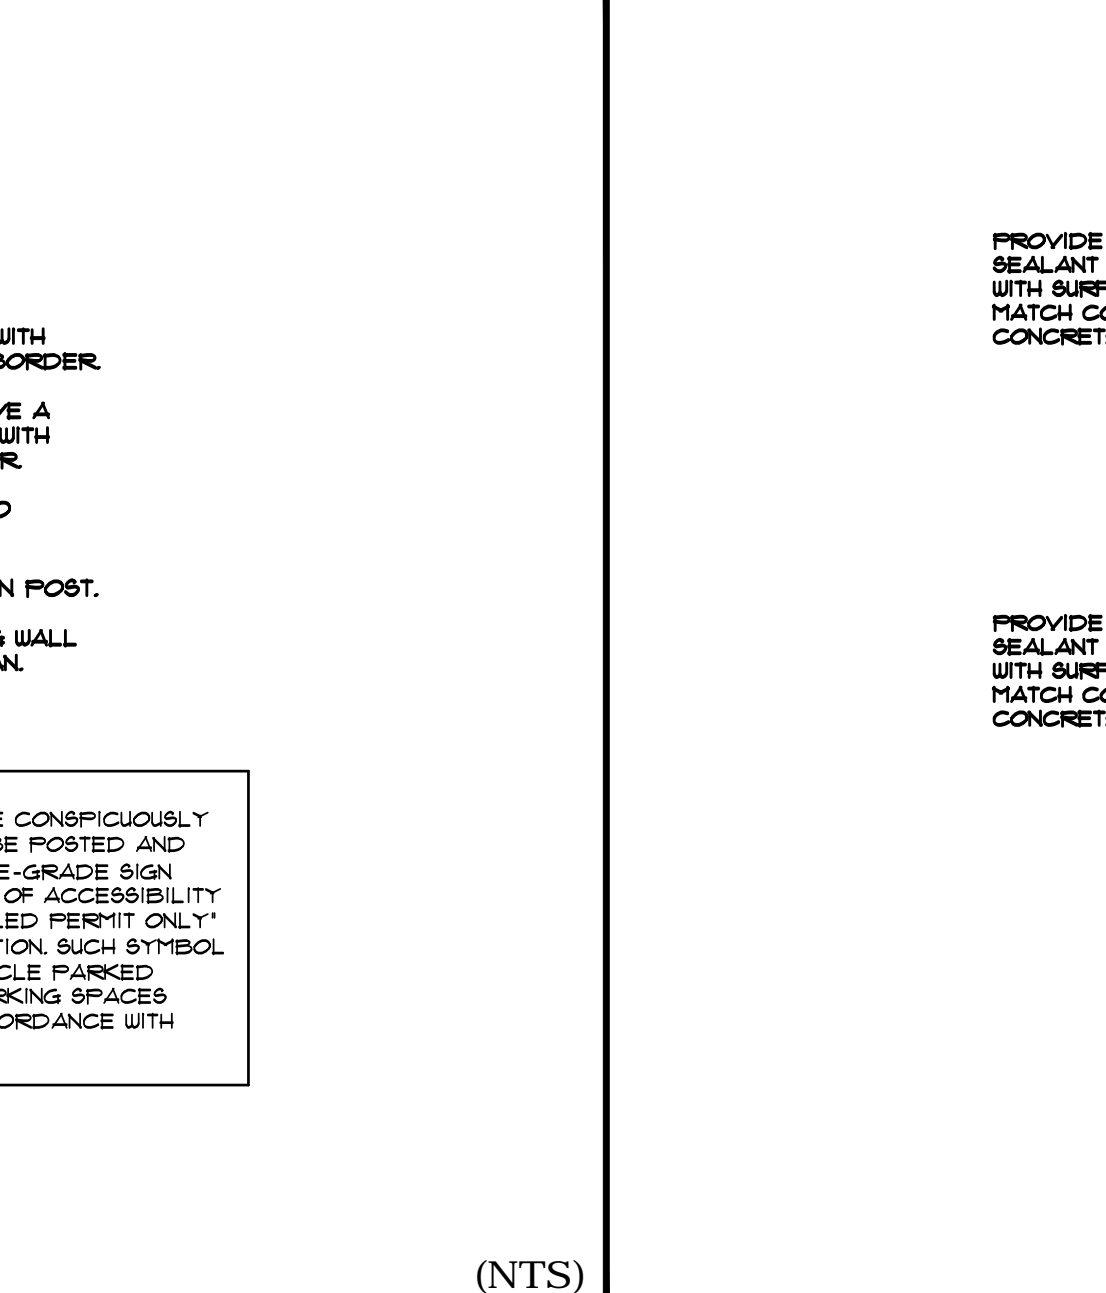 WITH
BORDER.
VE A
WITH
R.
D
N POST.
G WALL
AN.
E CONSPICUOUSLY
BE POSTED AND
E-GRADE SIGN
OF ACCESSIBILITY
LED PERMIT ONLY"
TION. SUCH SYMBOL
CLE PARKED
RKING SPACES
ORDANCE WITH
(NTS)
PROVIDE
SEALANT
WITH SURF
MATCH CO
CONCRET
PROVIDE
SEALANT
WITH SURF
MATCH CO
CONCRET